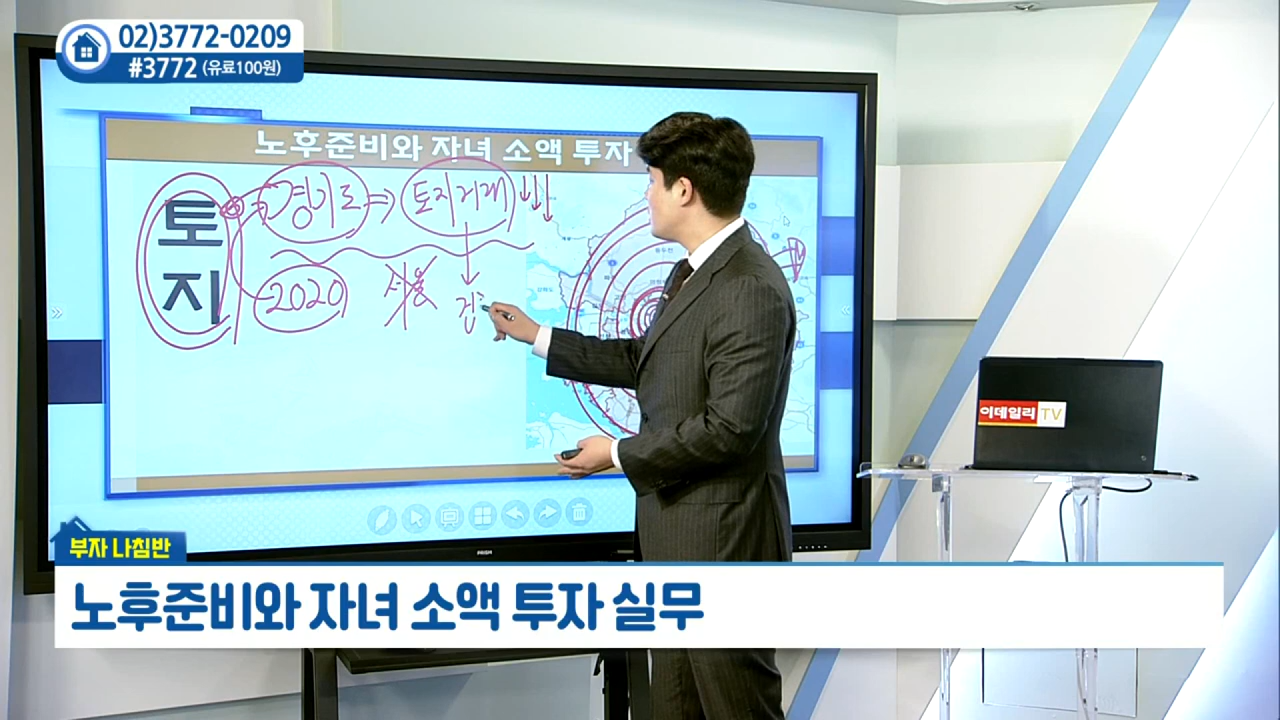 02)3772-0209
#3772 (유료100원)
노후준비와 자녀 소액 투자
토지
경기도 ⇒ 토지거래
2020 서울
이데일리 TV
부자 나침반
노후준비와 자녀 소액 투자 실무